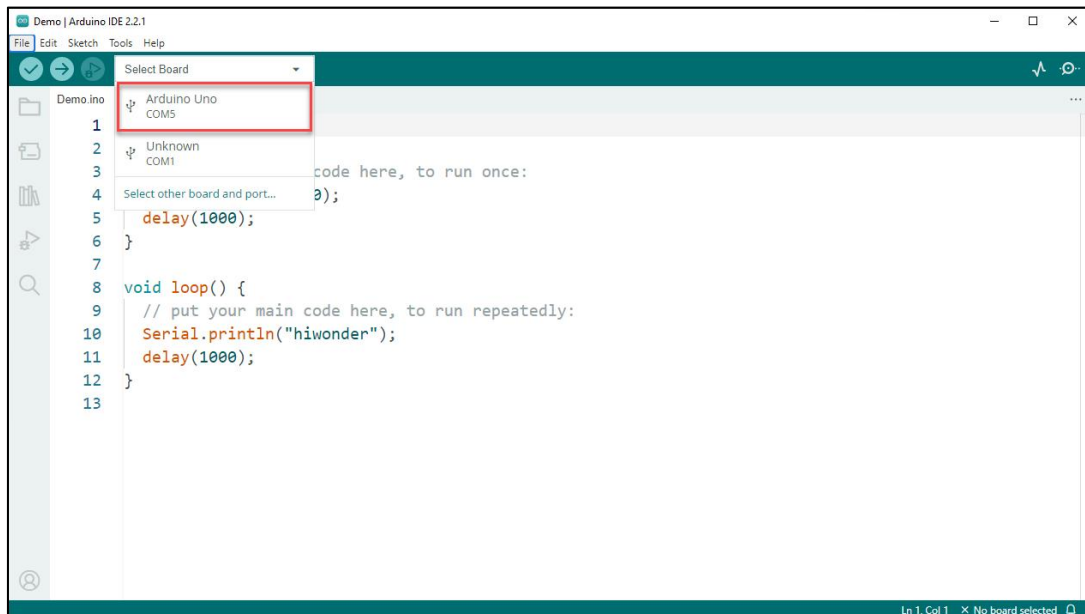 Demo | Arduino IDE 2.2.1
File Edit Sketch Tools Help
Select Board
Demo.ino
Arduino Uno
COM5
Unknown
COM1
Select other board and port...
1
2
3 code here, to run once:
4 );
5 delay(1000);
6 }
7
8 void loop() {
9 // put your main code here, to run repeatedly:
10 Serial.println("hiwonder");
11 delay(1000);
12 }
13
Ln 1, Col 1 × No board selected